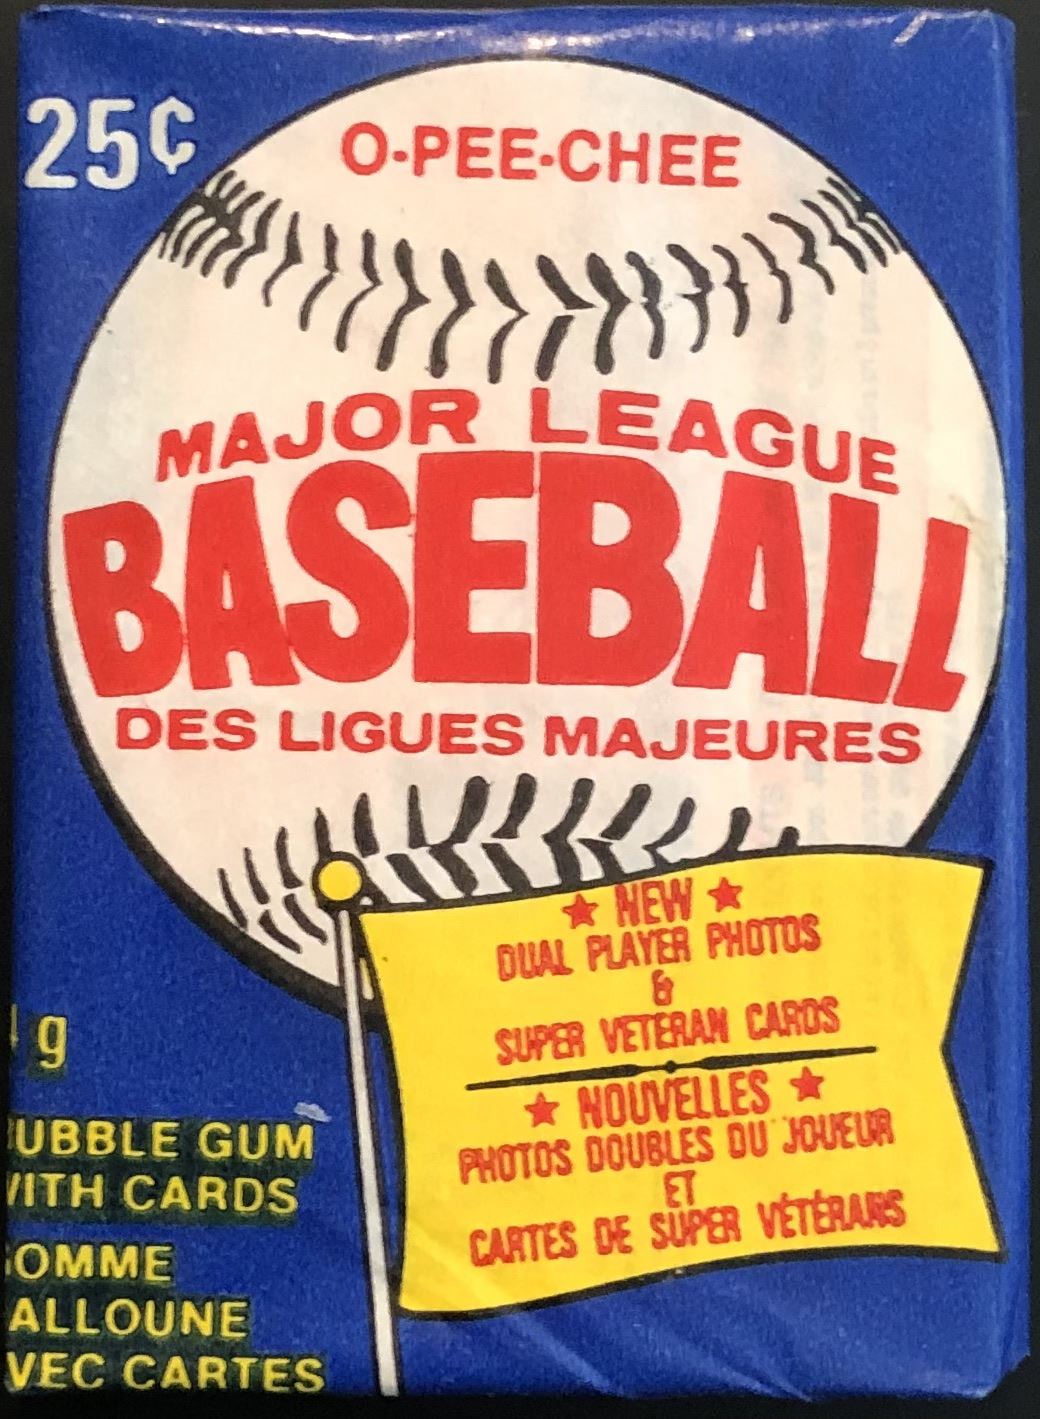 25¢
O-PEE-CHEE
MAJOR LEAGUE
BASEBALL
DES LIGUES MAJEURES
★ NEW ★
DUAL PLAYER PHOTOS
&
SUPER VETERAN CARDS
★ NOUVELLES ★
PHOTOS DOUBLES DU JOUEUR
ET
CARTES DE SUPER VÉTÉRANS
g
UBBLE GUM
ITH CARDS
OMME
ALLOUNE
VEC CARTES